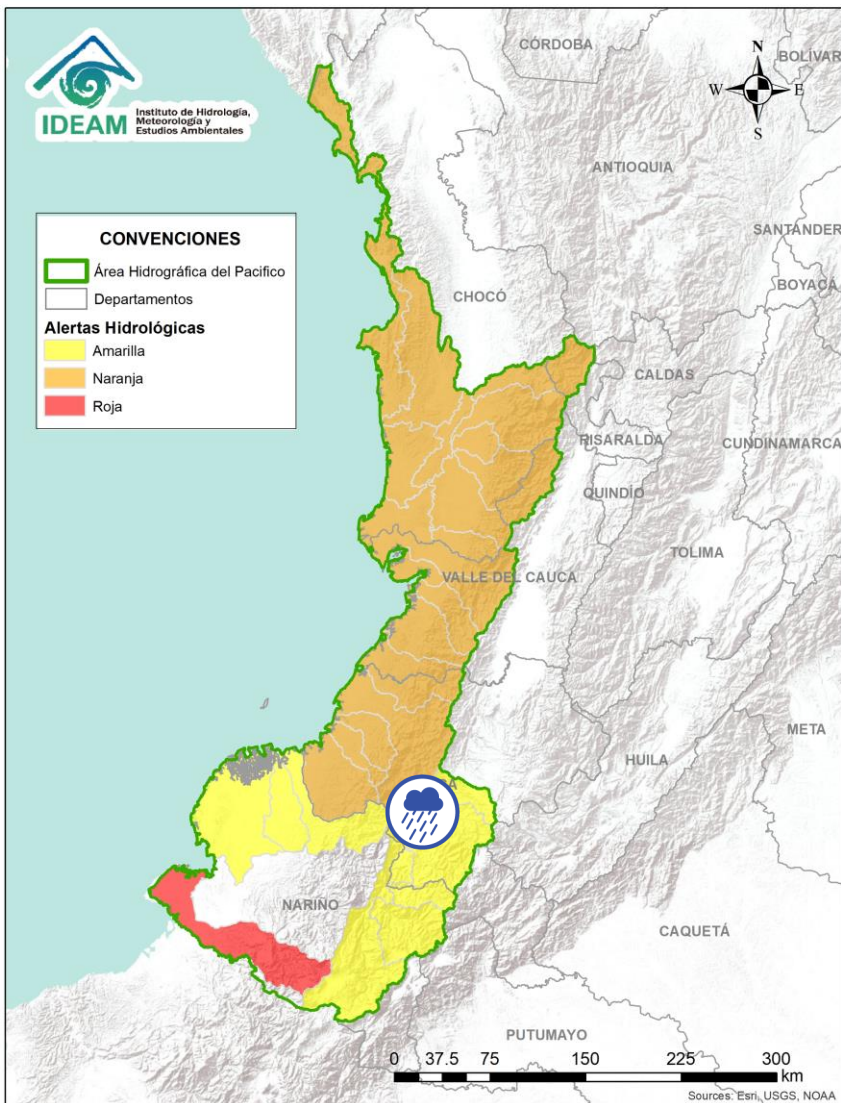 IDEAM
Instituto de Hidrología,
Meteorología y
Estudios Ambientales
CÓRDOBA
BOLÍVAR
N
W
E
S
ANTIOQUIA
SANTANDER
BOYACÁ
CONVENCIONES
Área Hidrográfica del Pacifico
Departamentos
Alertas Hidrológicas
Amarilla
Naranja
Roja
CHOCÓ
CALDAS
RISARALDA
CUNDINAMARCA
QUINDÍO
TOLIMA
VALLE DEL CAUCA
META
HUILA
NARIÑO
CAQUETÁ
PUTUMAYO
0 37.5 75 150 225 300
km
Sources: Esri, USGS, NOAA